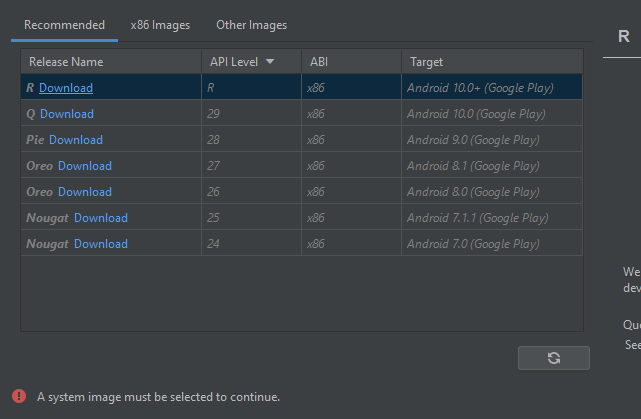 Recommended x86 Images Other Images
R
Release Name API Level ABI Target
R Download R x86 Android 10.0+ (Google Play)
Q Download 29 x86 Android 10.0 (Google Play)
Pie Download 28 x86 Android 9.0 (Google Play)
Oreo Download 27 x86 Android 8.1 (Google Play)
Oreo Download 26 x86 Android 8.0 (Google Play)
Nougat Download 25 x86 Android 7.1.1 (Google Play)
Nougat Download 24 x86 Android 7.0 (Google Play)
We
dev
Que
See
A system image must be selected to continue.